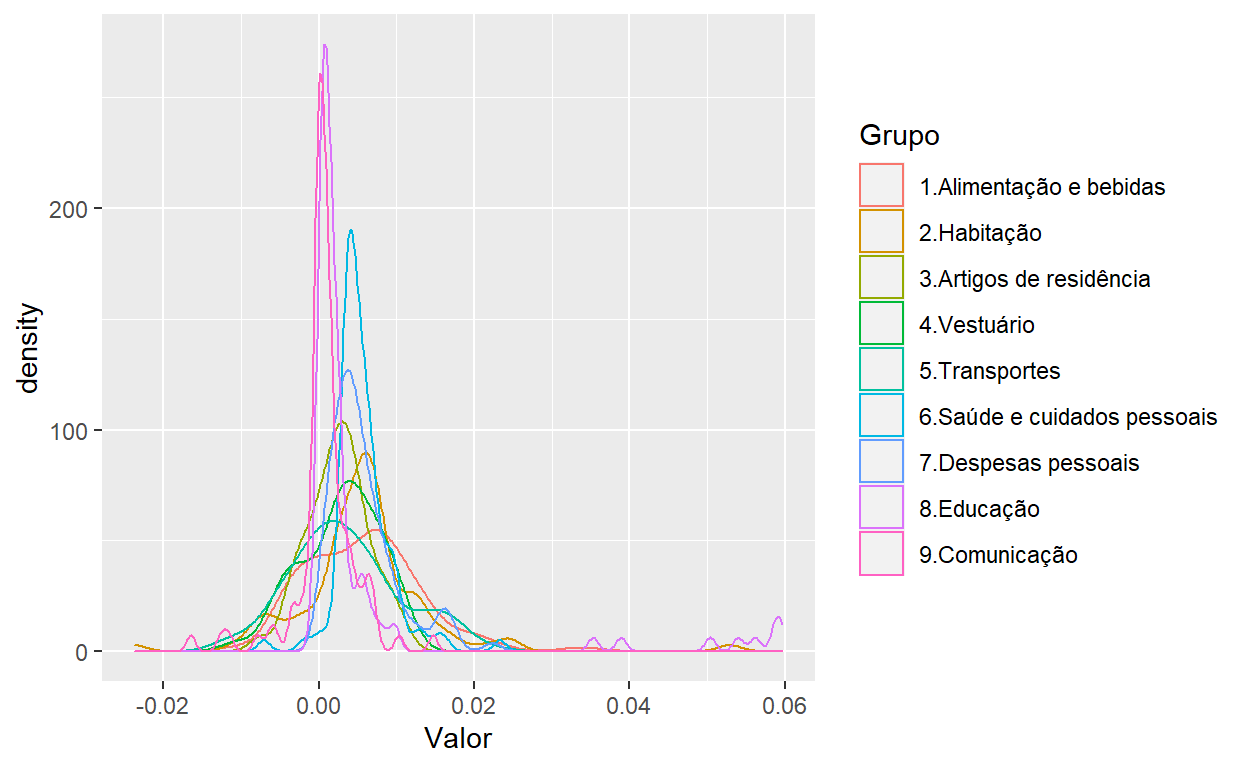 density
200
100
0
-0.02
0.00
0.02
0.04
0.06
Valor
Grupo
1.Alimentação e bebidas
2.Habitação
3.Artigos de residência
4.Vestuário
5.Transportes
6.Saúde e cuidados pessoais
7.Despesas pessoais
8.Educação
9.Comunicação